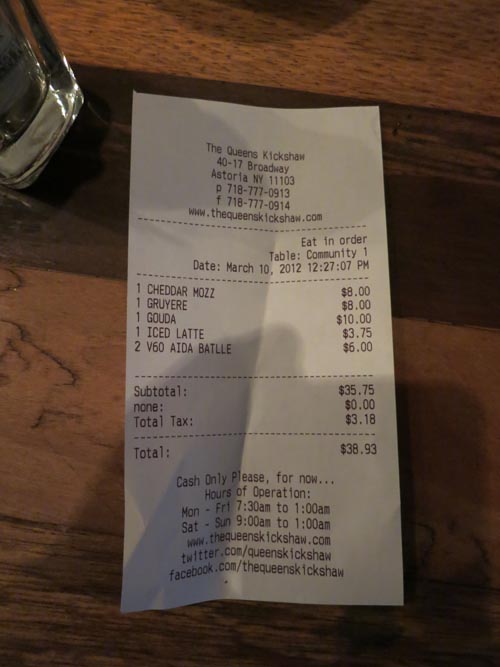 The Queens Kickshaw
40-17 Broadway
Astoria NY 11103
p 718-777-0913
f 718-777-0914
www.thequeenskickshaw.com
Eat in order
Table: Community 1
Date: March 10, 2012 12:27:07 PM
1 CHEDDAR MOZZ $8.00
1 GRUYERE $8.00
1 GOUDA $10.00
1 ICED LATTE $3.75
2 V60 AIDA BATLLE $6.00
Subtotal: $35.75
none: $0.00
Total Tax: $3.18
Total: $38.93
Cash Only Please, for now...
Hours of Operation:
Mon - Fri 7:30am to 1:00am
Sat - Sun 9:00am to 1:00am
www.thequeenskickshaw.com
twitter.com/queenskickshaw
facebook.com/thequeenskickshaw